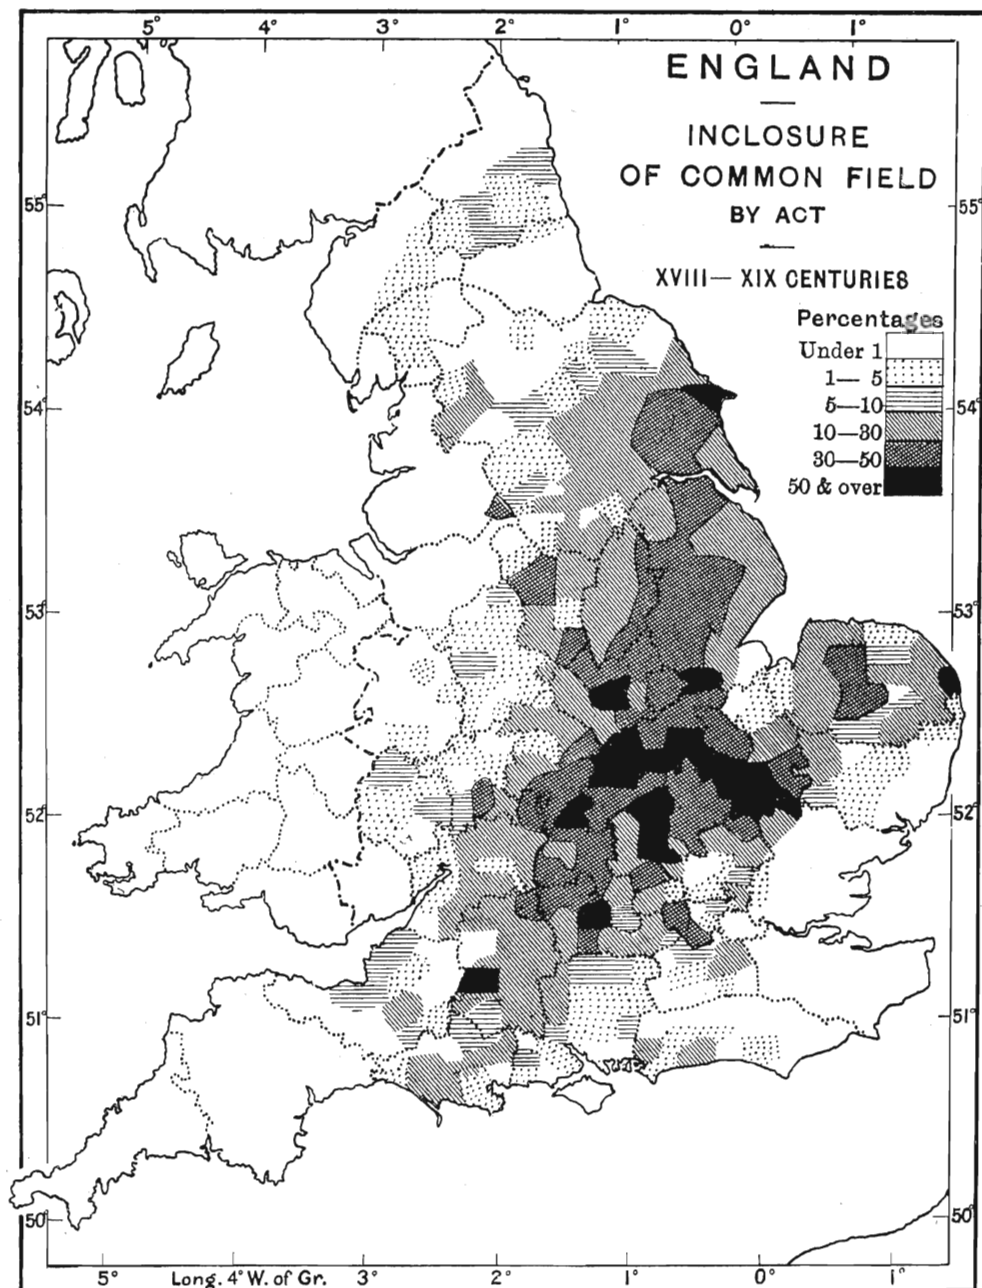 5° 4° 3° 2° 1° 0° 1°
ENGLAND
INCLOSURE
OF COMMON FIELD
BY ACT
XVIII—XIX CENTURIES
Percentages
Under 1
1—5
5—10
10—30
30—50
50 & over
55° 55°
54° 54°
53° 53°
52° 52°
51° 51°
50° 50°
5° Long. 4° W. of Gr. 3° 2° 1° 0° 1°